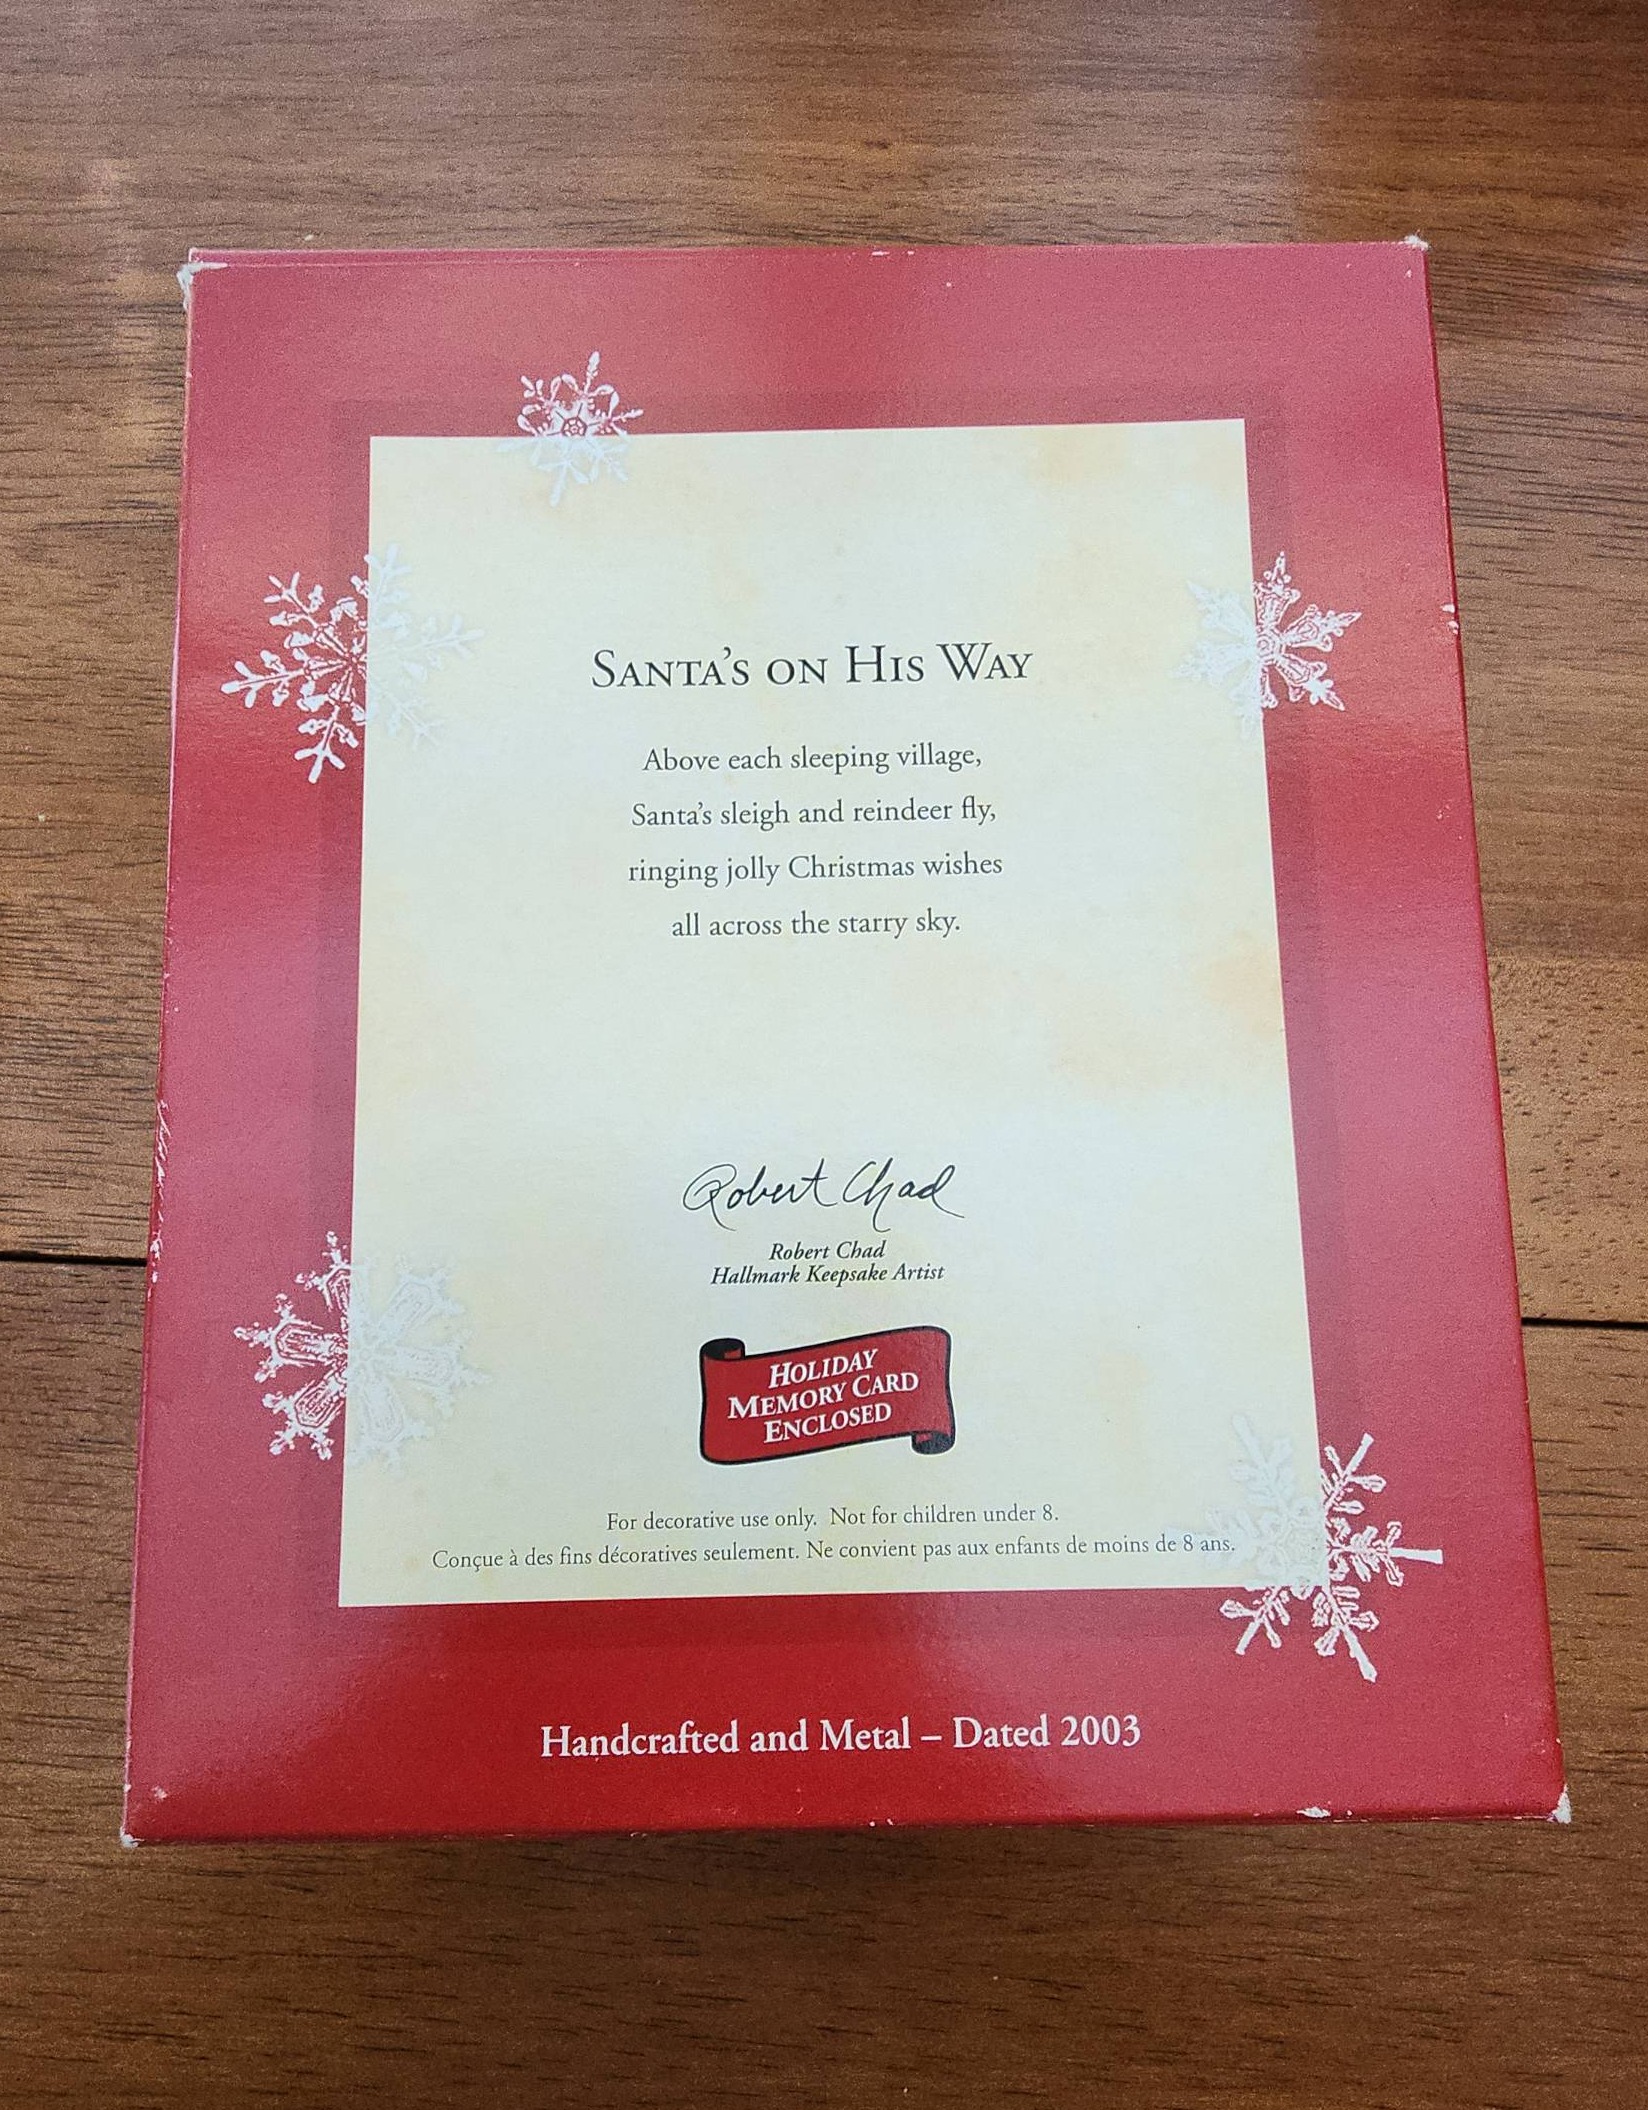 SANTA'S ON HIS WAY
Above each sleeping village,
Santa's sleigh and reindeer fly,
ringing jolly Christmas wishes
all across the starry sky.
Robert Chad
Robert Chad
Hallmark Keepsake Artist
HOLIDAY
MEMORY CARD
ENCLOSED
For decorative use only. Not for children under 8.
Conçue à des fins décoratives seulement. Ne convient pas aux enfants de moins de 8 ans.
Handcrafted and Metal – Dated 2003